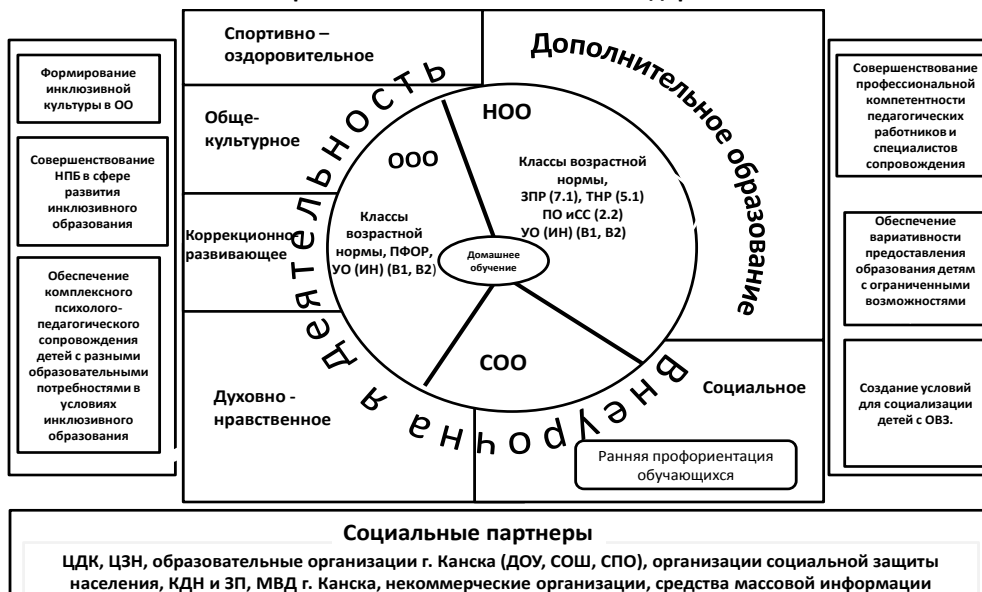 Формирование
инклюзивной
культуры в ОО
Совершенствование
НПБ в сфере
развития
инклюзивного
образования
Обеспечение
комплексного
психолого-
педагогического
сопровождения
детей с разными
образовательными
потребностями в
условиях
инклюзивного
образования
Спортивно –
оздоровительное
Обще-
культурное
Коррекционно-
развивающее
Духовно -
нравственное
Внеурочная деятельность
Дополнительное образование
НОО
Классы возрастной
нормы,
ЗПР (7.1), ТНР (5.1)
ПО иСС (2.2)
УО (ИН) (В1, В2)
ООО
Классы
возрастной
нормы, ПФОР,
УО (ИН) (В1, В2)
Домашнее
обучение
СОО
Социальное
Ранняя профориентация
обучающихся
Совершенствование
профессиональной
компетентности
педагогических
работников и
специалистов
сопровождения
Обеспечение
вариативности
предоставления
образования детям
с ограниченными
возможностями
Создание условий
для социализации
детей с ОВЗ.
Социальные партнеры
ЦДК, ЦЗН, образовательные организации г. Канска (ДОУ, СОШ, СПО), организации социальной защиты
населения, КДН и ЗП, МВД г. Канска, некоммерческие организации, средства массовой информации